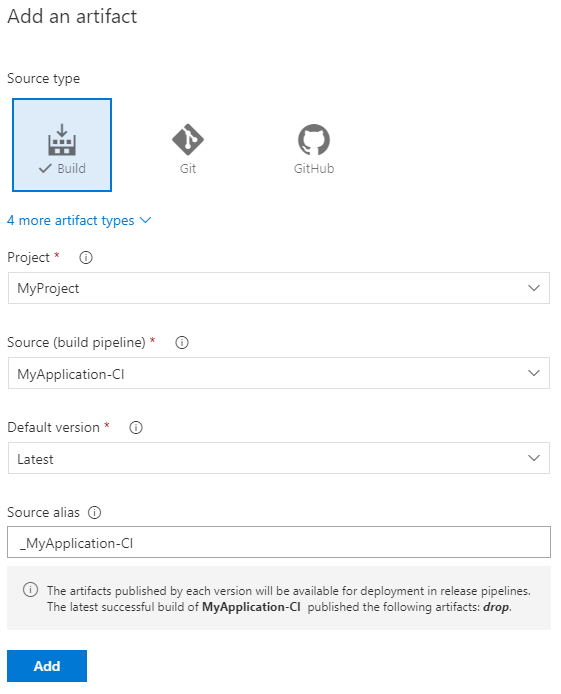 Add an artifact
Source type
Build
Git
GitHub
4 more artifact types
Project *
MyProject
Source (build pipeline) *
MyApplication-CI
Default version *
Latest
Source alias
_MyApplication-CI
The artifacts published by each version will be available for deployment in release pipelines.
The latest successful build of MyApplication-CI published the following artifacts: drop.
Add